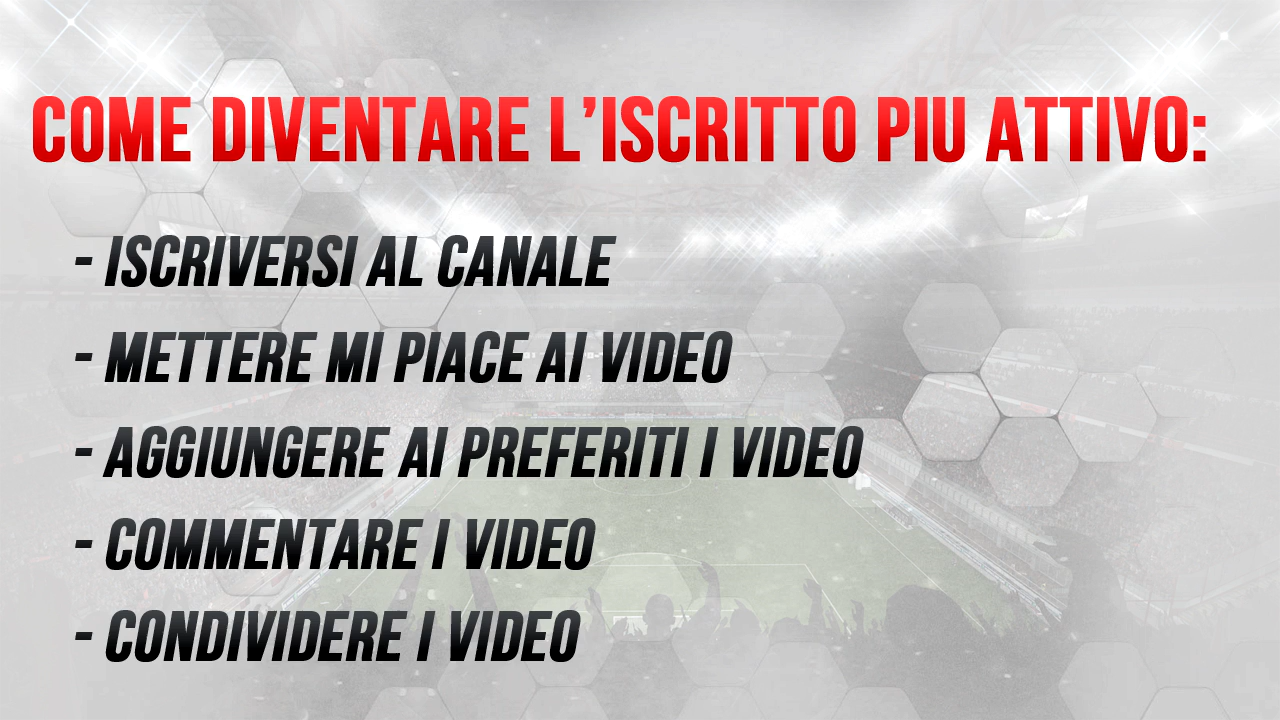 COME DIVENTARE L'ISCRITTO PIU ATTIVO:
- ISCRIVERSI AL CANALE
- METTERE MI PIACE AI VIDEO
- AGGIUNGERE AI PREFERITI I VIDEO
- COMMENTARE I VIDEO
- CONDIVIDERE I VIDEO